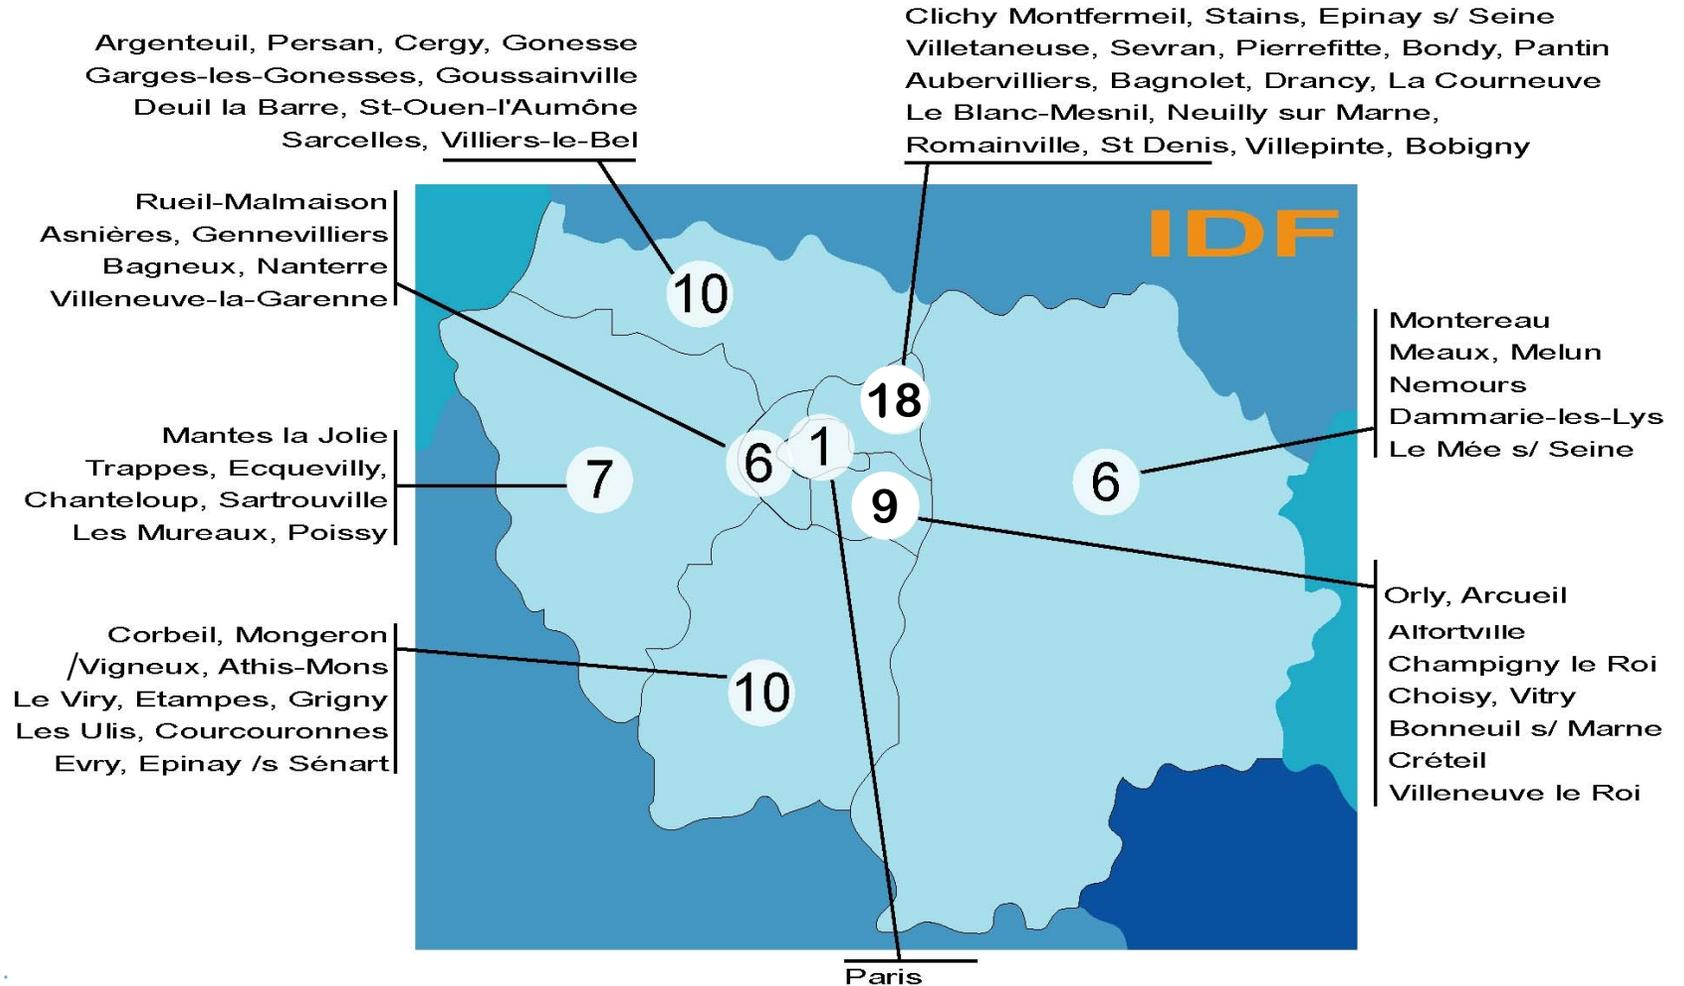 Clichy Montfermeil, Stains, Epinay s/ Seine
Villetaneuse, Sevran, Pierrefitte, Bondy, Pantin
Aubervilliers, Bagnolet, Drancy, La Courneuve
Le Blanc-Mesnil, Neuilly sur Marne,
Romainville, St Denis, Villepinte, Bobigny
Argenteuil, Persan, Cergy, Gonesse
Garges-les-Gonesses, Goussainville
Deuil la Barre, St-Ouen-l'Aumône
Sarcelles, Villiers-le-Bel
Rueil-Malmaison
Asnières, Gennevilliers
Bagneux, Nanterre
Villeneuve-la-Garenne
IDF
10
18
1
6
7
9
6
10
Montereau
Meaux, Melun
Nemours
Dammarie-les-Lys
Le Mée s/ Seine
Mantes la Jolie
Trappes, Ecquevilly,
Chanteloup, Sartrouville
Les Mureaux, Poissy
Orly, Arcueil
Alfortville
Champigny le Roi
Choisy, Vitry
Bonneuil s/ Marne
Créteil
Villeneuve le Roi
Corbeil, Mongeron
/Vigneux, Athis-Mons
Le Viry, Etampes, Grigny
Les Ulis, Courcouronnes
Evry, Epinay /s Sénart
Paris